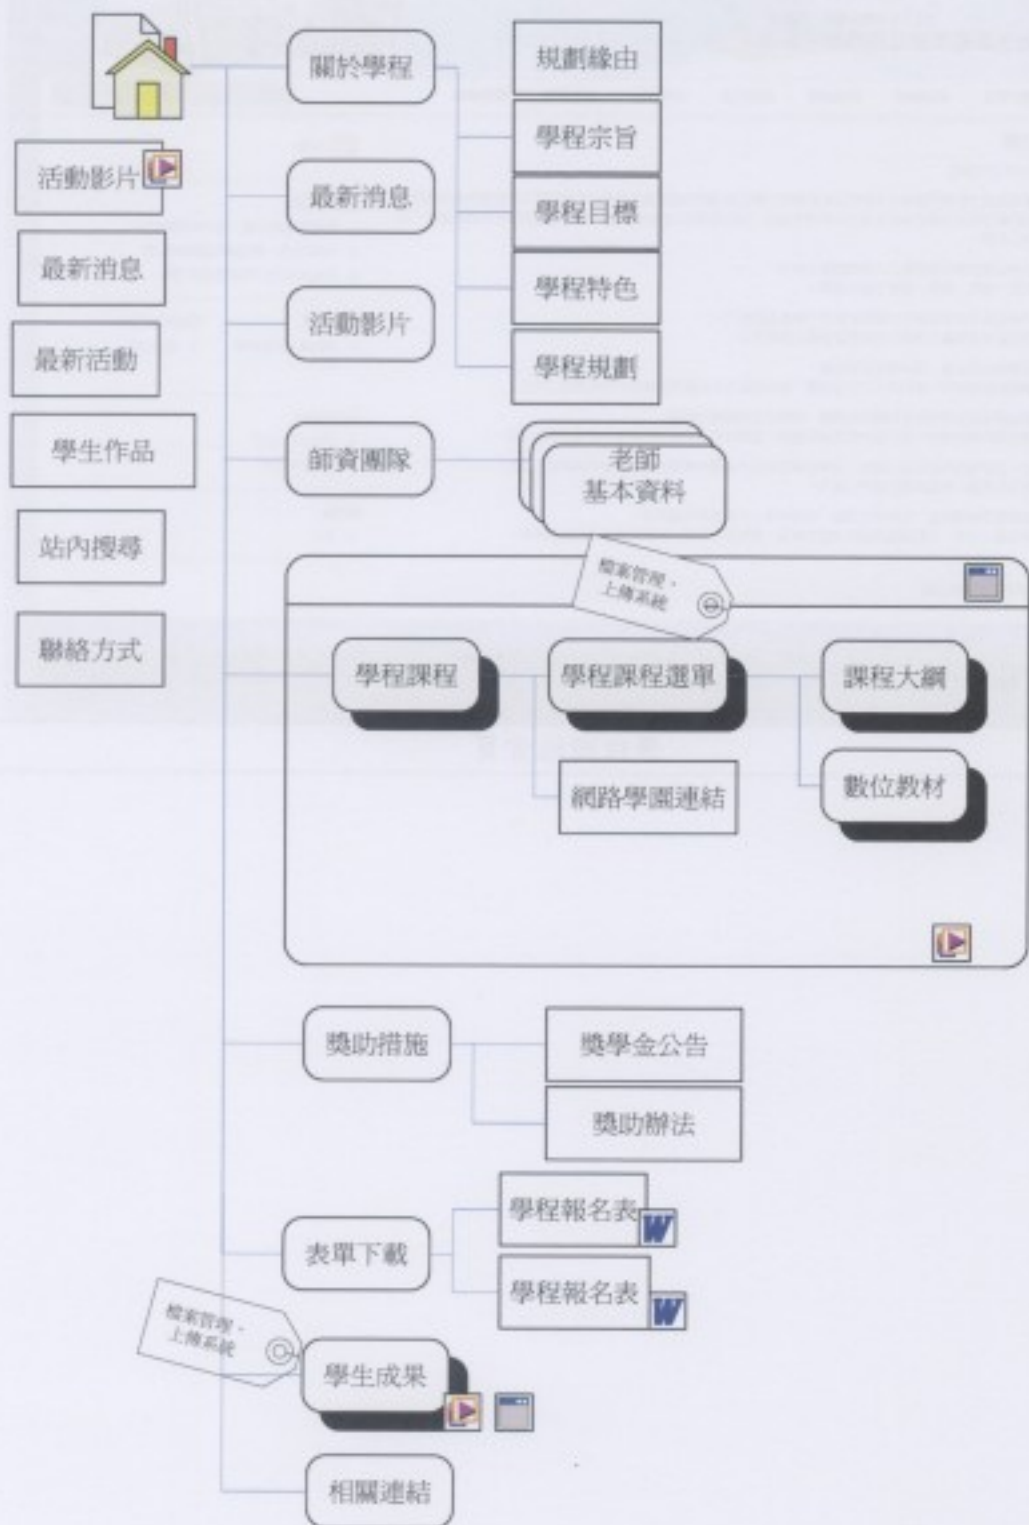 活動影片
最新消息
最新活動
學生作品
站內搜尋
聯絡方式
關於學程
規劃緣由
學程宗旨
學程目標
學程特色
學程規劃
最新消息
活動影片
師資團隊
老師
基本資料
檔案管理、
上傳系統
學程課程
學程課程選單
課程大綱
數位教材
網路學園連結
獎助措施
獎學金公告
獎助辦法
表單下載
學程報名表
W
學程報名表
W
檔案管理、
上傳系統
學生成果
相關連結